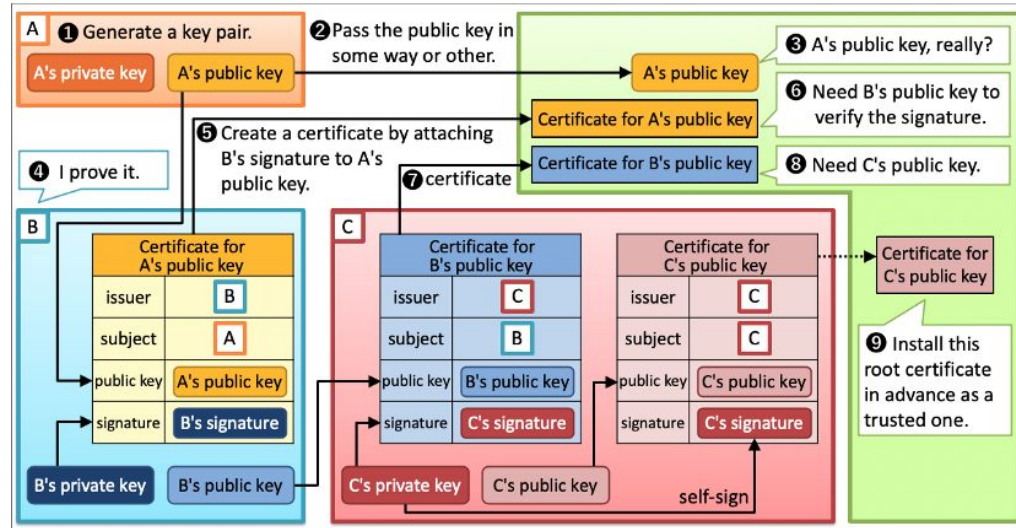 A
❶ Generate a key pair.
A's private key
A's public key
❷ Pass the public key in
some way or other.
A's public key
❸ A's public key, really?
Certificate for A's public key
❻ Need B's public key to
verify the signature.
❺ Create a certificate by attaching
B's signature to A's
public key.
Certificate for B's public key
❽ Need C's public key.
❹ I prove it.
❼ certificate
B
Certificate for
A's public key
issuer
B
subject
A
public key
A's public key
signature
B's signature
B's private key
B's public key
C
Certificate for
B's public key
issuer
C
subject
B
public key
B's public key
signature
C's signature
Certificate for
C's public key
issuer
C
subject
C
public key
C's public key
signature
C's signature
C's private key
C's public key
self-sign
Certificate for
C's public key
❾ Install this
root certificate
in advance as a
trusted one.